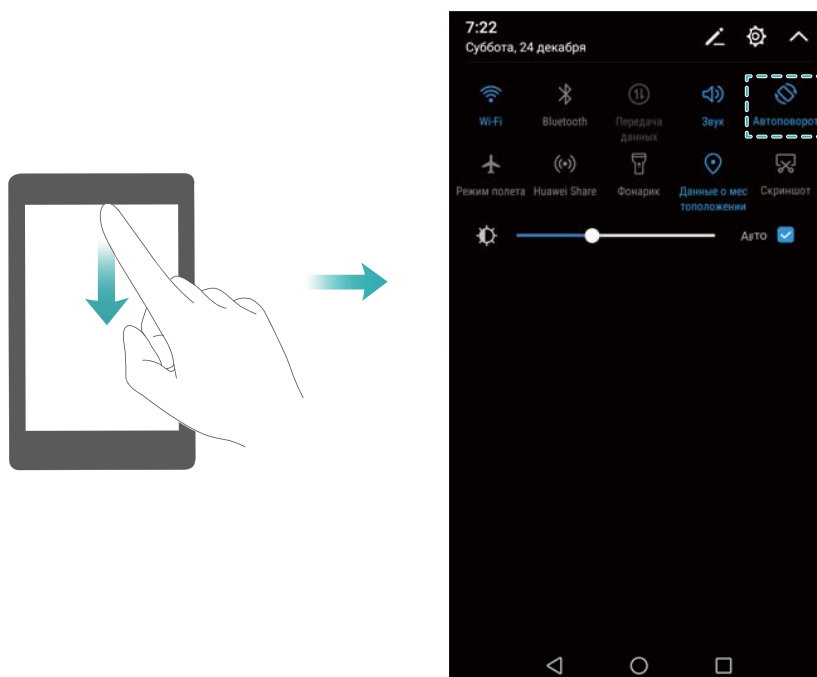 7:22
Суббота, 24 декабря
Wi-Fi
Bluetooth
Передача
данных
Звук
Автоповорот
Режим полета
Huawei Share
Фонарик
Данные о мес
тоположении
Скриншот
Авто